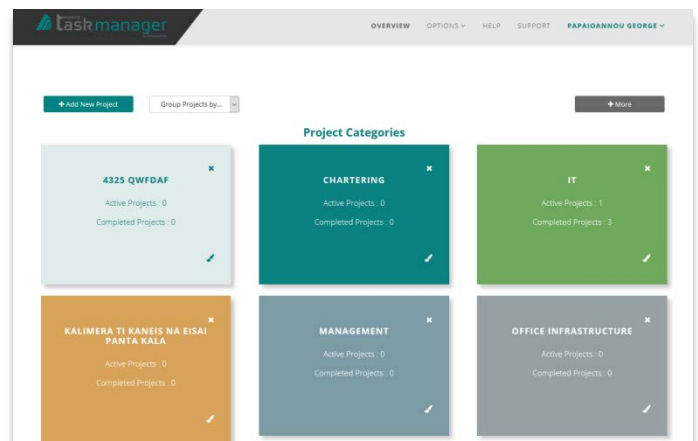 taskmanager
OVERVIEW OPTIONS HELP SUPPORT PAPAIOANNOU GEORGE
+ Add New Project Group Projects by... + More
Project Categories
4325 QWFDAF
Active Projects : 0
Completed Projects : 0
CHARTERING
Active Projects : 0
Completed Projects : 0
IT
Active Projects : 1
Completed Projects : 3
KALIMERA TI KANEIS NA EISAI
PANTA KALA
Active Projects : 0
Completed Projects : 0
MANAGEMENT
Active Projects : 0
Completed Projects : 0
OFFICE INFRASTRUCTURE
Active Projects : 0
Completed Projects : 0